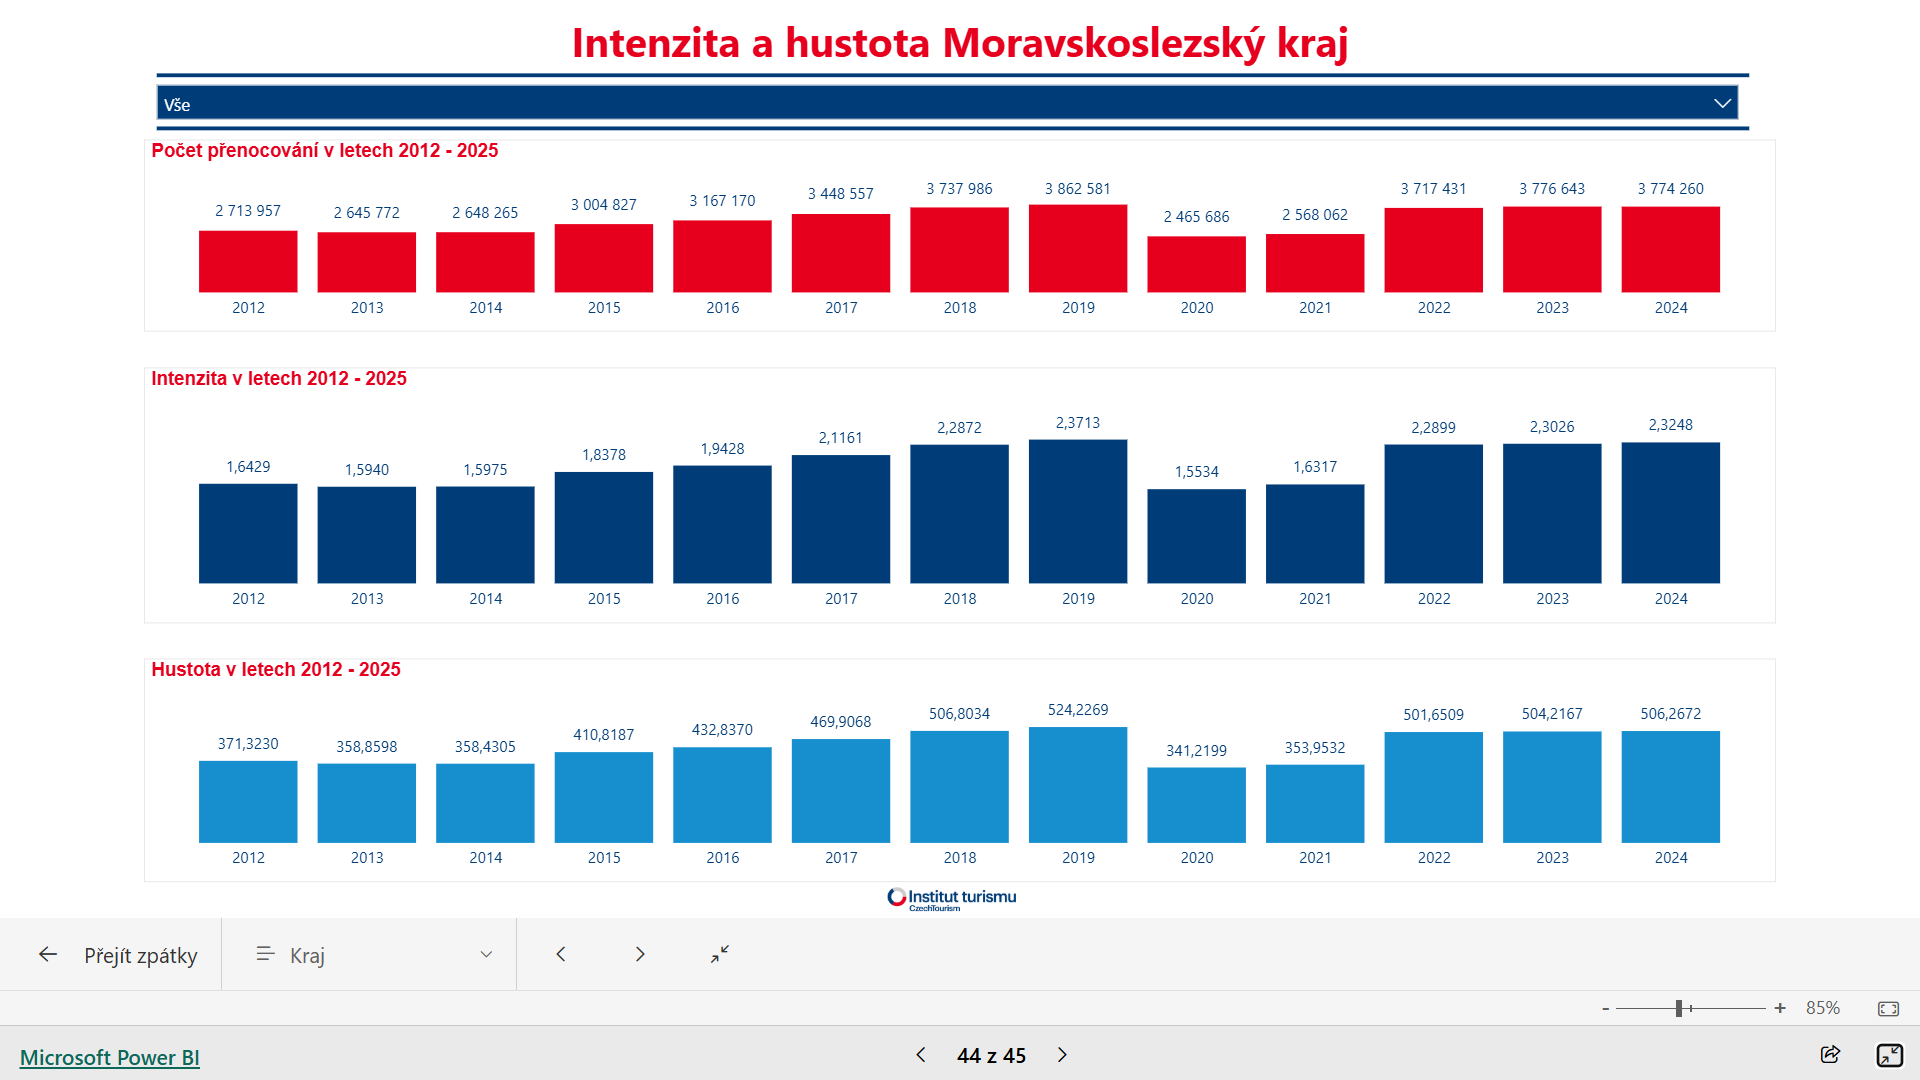 Intenzita a hustota Moravskoslezský kraj
Vše
Počet přenocování v letech 2012 - 2025
2 713 957 2 645 772 2 648 265 3 004 827 3 167 170 3 448 557 3 737 986 3 862 581 2 465 686 2 568 062 3 717 431 3 776 643 3 774 260
2012 2013 2014 2015 2016 2017 2018 2019 2020 2021 2022 2023 2024
Intenzita v letech 2012 - 2025
1,6429 1,5940 1,5975 1,8378 1,9428 2,1161 2,2872 2,3713 1,5534 1,6317 2,2899 2,3026 2,3248
2012 2013 2014 2015 2016 2017 2018 2019 2020 2021 2022 2023 2024
Hustota v letech 2012 - 2025
371,3230 358,8598 358,4305 410,8187 432,8370 469,9068 506,8034 524,2269 341,2199 353,9532 501,6509 504,2167 506,2672
2012 2013 2014 2015 2016 2017 2018 2019 2020 2021 2022 2023 2024
Institut turismu
CzechTourism
Přejít zpátky Kraj
- + 85%
Microsoft Power BI 44 z 45